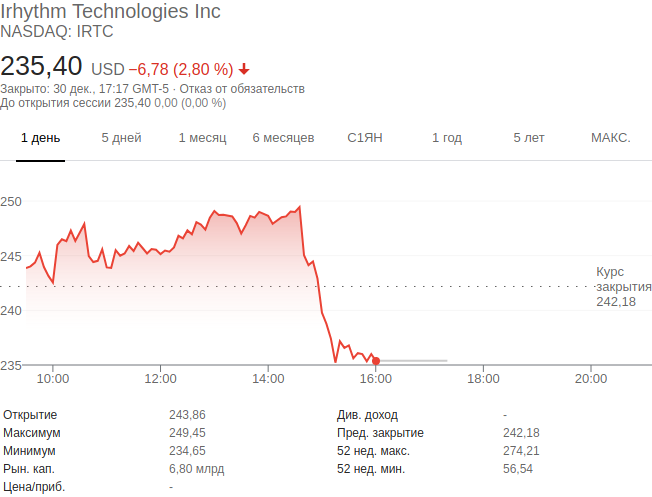 Irhythm Technologies Inc
NASDAQ: IRTC
235,40 USD −6,78 (2,80 %)
Закрыто: 30 дек., 17:17 GMT-5 · Отказ от обязательств
До открытия сессии 235,40 0,00 (0,00 %)
1 день 5 дней 1 месяц 6 месяцев С1ЯН 1 год 5 лет МАКС.
250
245
Курс
закрытия
242,18
240
235
10:00 12:00 14:00 16:00 18:00 20:00
Открытие 243,86 Див. доход -
Максимум 249,45 Пред. закрытие 242,18
Минимум 234,65 52 нед. макс. 274,21
Рын. кап. 6,80 млрд 52 нед. мин. 56,54
Цена/приб. -